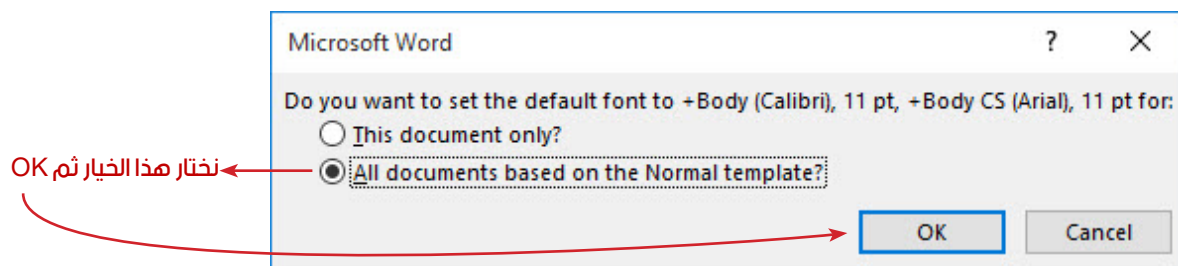 Microsoft Word
Do you want to set the default font to +Body (Calibri), 11 pt, +Body CS (Arial), 11 pt for:
This document only?
All documents based on the Normal template?
نختار هذا الخيار ثم OK
OK
Cancel